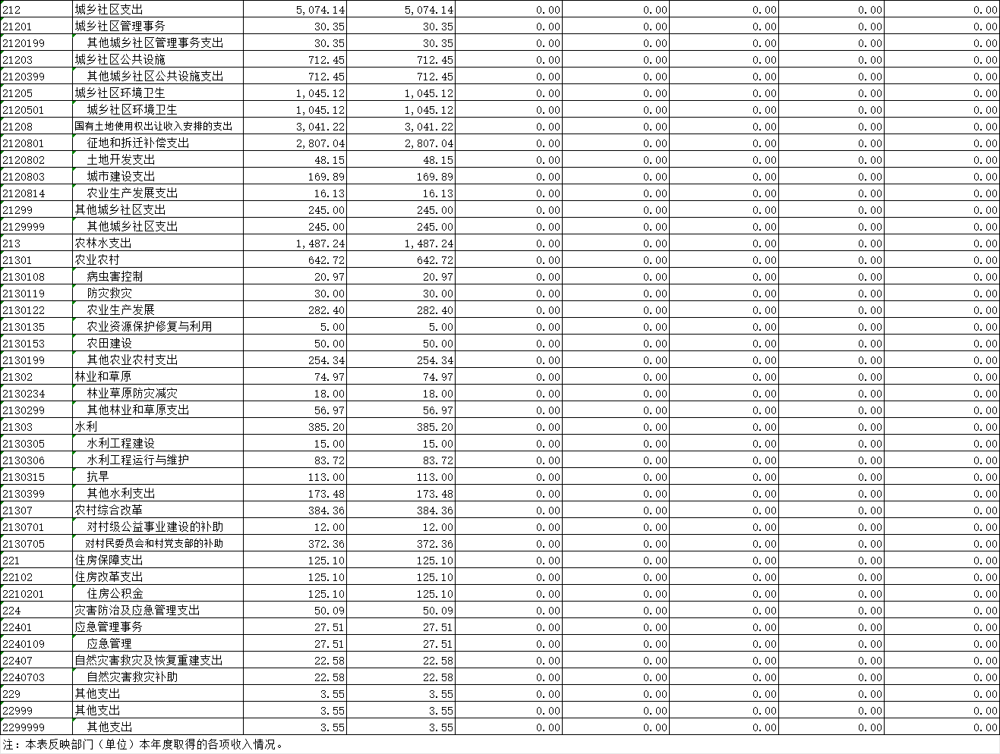 212 城乡社区支出 5,074.14 5,074.14 0.00 0.00 0.00 0.00 0.00
21201 城乡社区管理事务 30.35 30.35 0.00 0.00 0.00 0.00 0.00
2120199 其他城乡社区管理事务支出 30.35 30.35 0.00 0.00 0.00 0.00 0.00
21203 城乡社区公共设施 712.45 712.45 0.00 0.00 0.00 0.00 0.00
2120399 其他城乡社区公共设施支出 712.45 712.45 0.00 0.00 0.00 0.00 0.00
21205 城乡社区环境卫生 1,045.12 1,045.12 0.00 0.00 0.00 0.00 0.00
2120501 城乡社区环境卫生 1,045.12 1,045.12 0.00 0.00 0.00 0.00 0.00
21208 国有土地使用权出让收入安排的支出 3,041.22 3,041.22 0.00 0.00 0.00 0.00 0.00
2120801 征地和拆迁补偿支出 2,807.04 2,807.04 0.00 0.00 0.00 0.00 0.00
2120802 土地开发支出 48.15 48.15 0.00 0.00 0.00 0.00 0.00
2120803 城市建设支出 169.89 169.89 0.00 0.00 0.00 0.00 0.00
2120814 农业生产发展支出 16.13 16.13 0.00 0.00 0.00 0.00 0.00
21299 其他城乡社区支出 245.00 245.00 0.00 0.00 0.00 0.00 0.00
2129999 其他城乡社区支出 245.00 245.00 0.00 0.00 0.00 0.00 0.00
213 农林水支出 1,487.24 1,487.24 0.00 0.00 0.00 0.00 0.00
21301 农业农村 642.72 642.72 0.00 0.00 0.00 0.00 0.00
2130108 病虫害控制 20.97 20.97 0.00 0.00 0.00 0.00 0.00
2130119 防灾救灾 30.00 30.00 0.00 0.00 0.00 0.00 0.00
2130122 农业生产发展 282.40 282.40 0.00 0.00 0.00 0.00 0.00
2130135 农业资源保护修复与利用 5.00 5.00 0.00 0.00 0.00 0.00 0.00
2130153 农田建设 50.00 50.00 0.00 0.00 0.00 0.00 0.00
2130199 其他农业农村支出 254.34 254.34 0.00 0.00 0.00 0.00 0.00
21302 林业和草原 74.97 74.97 0.00 0.00 0.00 0.00 0.00
2130234 林业草原防灾减灾 18.00 18.00 0.00 0.00 0.00 0.00 0.00
2130299 其他林业和草原支出 56.97 56.97 0.00 0.00 0.00 0.00 0.00
21303 水利 385.20 385.20 0.00 0.00 0.00 0.00 0.00
2130305 水利工程建设 15.00 15.00 0.00 0.00 0.00 0.00 0.00
2130306 水利工程运行与维护 83.72 83.72 0.00 0.00 0.00 0.00 0.00
2130315 抗旱 113.00 113.00 0.00 0.00 0.00 0.00 0.00
2130399 其他水利支出 173.48 173.48 0.00 0.00 0.00 0.00 0.00
21307 农村综合改革 384.36 384.36 0.00 0.00 0.00 0.00 0.00
2130701 对村级公益事业建设的补助 12.00 12.00 0.00 0.00 0.00 0.00 0.00
2130705 对村民委员会和村党支部的补助 372.36 372.36 0.00 0.00 0.00 0.00 0.00
221 住房保障支出 125.10 125.10 0.00 0.00 0.00 0.00 0.00
22102 住房改革支出 125.10 125.10 0.00 0.00 0.00 0.00 0.00
2210201 住房公积金 125.10 125.10 0.00 0.00 0.00 0.00 0.00
224 灾害防治及应急管理支出 50.09 50.09 0.00 0.00 0.00 0.00 0.00
22401 应急管理事务 27.51 27.51 0.00 0.00 0.00 0.00 0.00
2240109 应急管理 27.51 27.51 0.00 0.00 0.00 0.00 0.00
22407 自然灾害救灾及恢复重建支出 22.58 22.58 0.00 0.00 0.00 0.00 0.00
2240703 自然灾害救灾补助 22.58 22.58 0.00 0.00 0.00 0.00 0.00
229 其他支出 3.55 3.55 0.00 0.00 0.00 0.00 0.00
22999 其他支出 3.55 3.55 0.00 0.00 0.00 0.00 0.00
2299999 其他支出 3.55 3.55 0.00 0.00 0.00 0.00 0.00
注：本表反映部门（单位）本年度取得的各项收入情况。